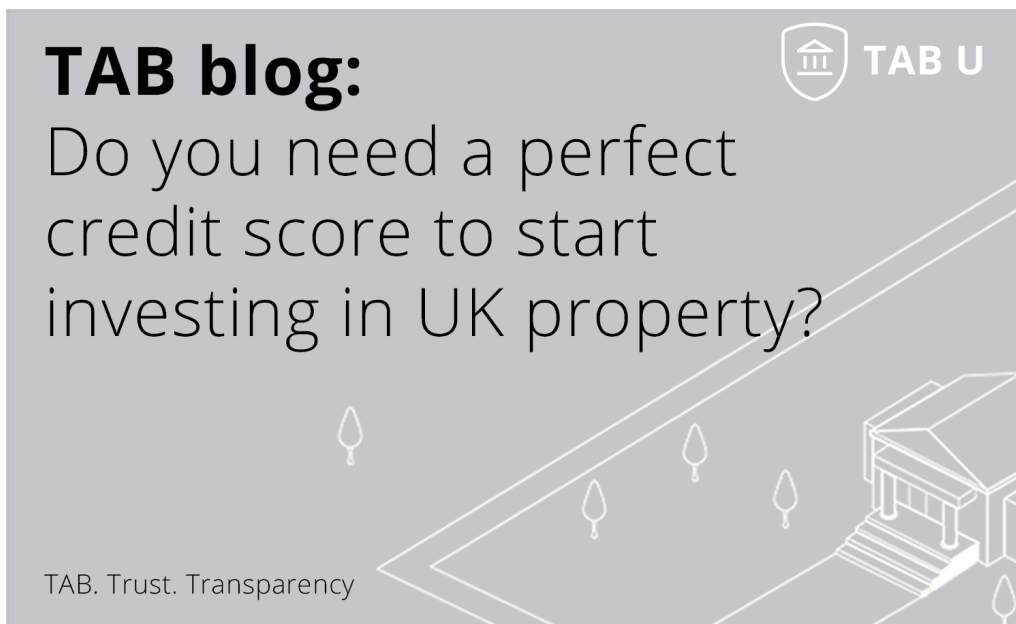 TAB blog:
TAB U
Do you need a perfect
credit score to start
investing in UK property?
TAB. Trust. Transparency